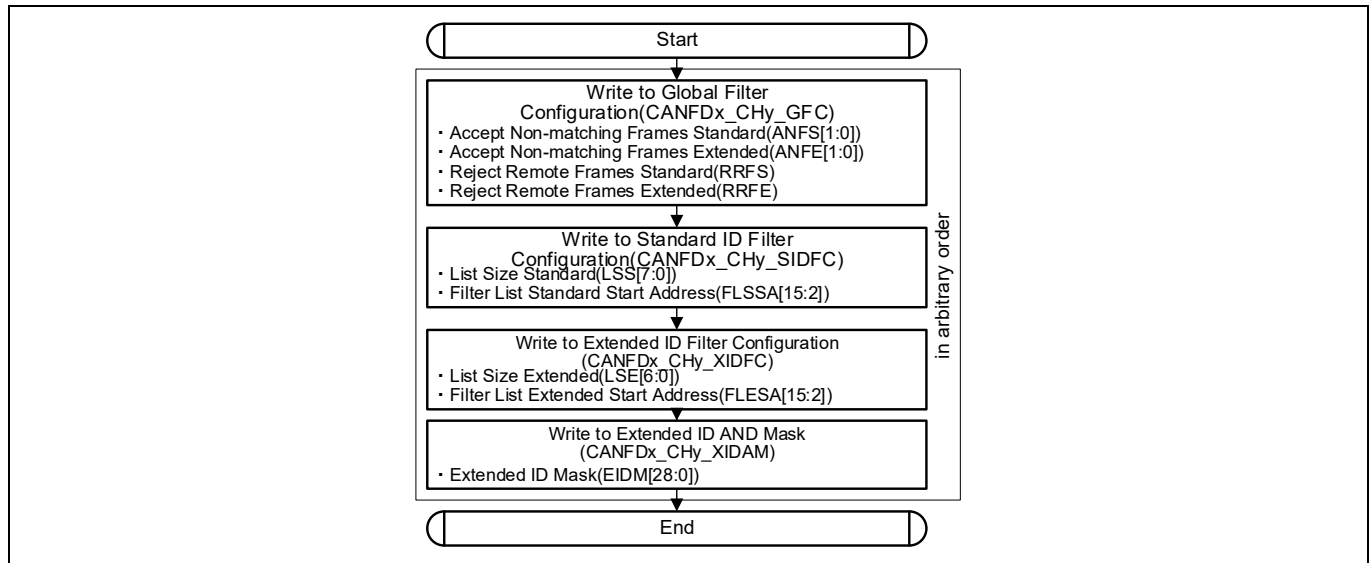 Start
Write to Global Filter
Configuration(CANFDx_CHy_GFC)
・Accept Non-matching Frames Standard(ANFS[1:0])
・Accept Non-matching Frames Extended(ANFE[1:0])
・Reject Remote Frames Standard(RRFS)
・Reject Remote Frames Extended(RRFE)
Write to Standard ID Filter
Configuration(CANFDx_CHy_SIDFC)
・List Size Standard(LSS[7:0])
・Filter List Standard Start Address(FLSSA[15:2])
Write to Extended ID Filter Configuration
(CANFDx_CHy_XIDFC)
・List Size Extended(LSE[6:0])
・Filter List Extended Start Address(FLESA[15:2])
Write to Extended ID AND Mask
(CANFDx_CHy_XIDAM)
・Extended ID Mask(EIDM[28:0])
in arbitrary order
End